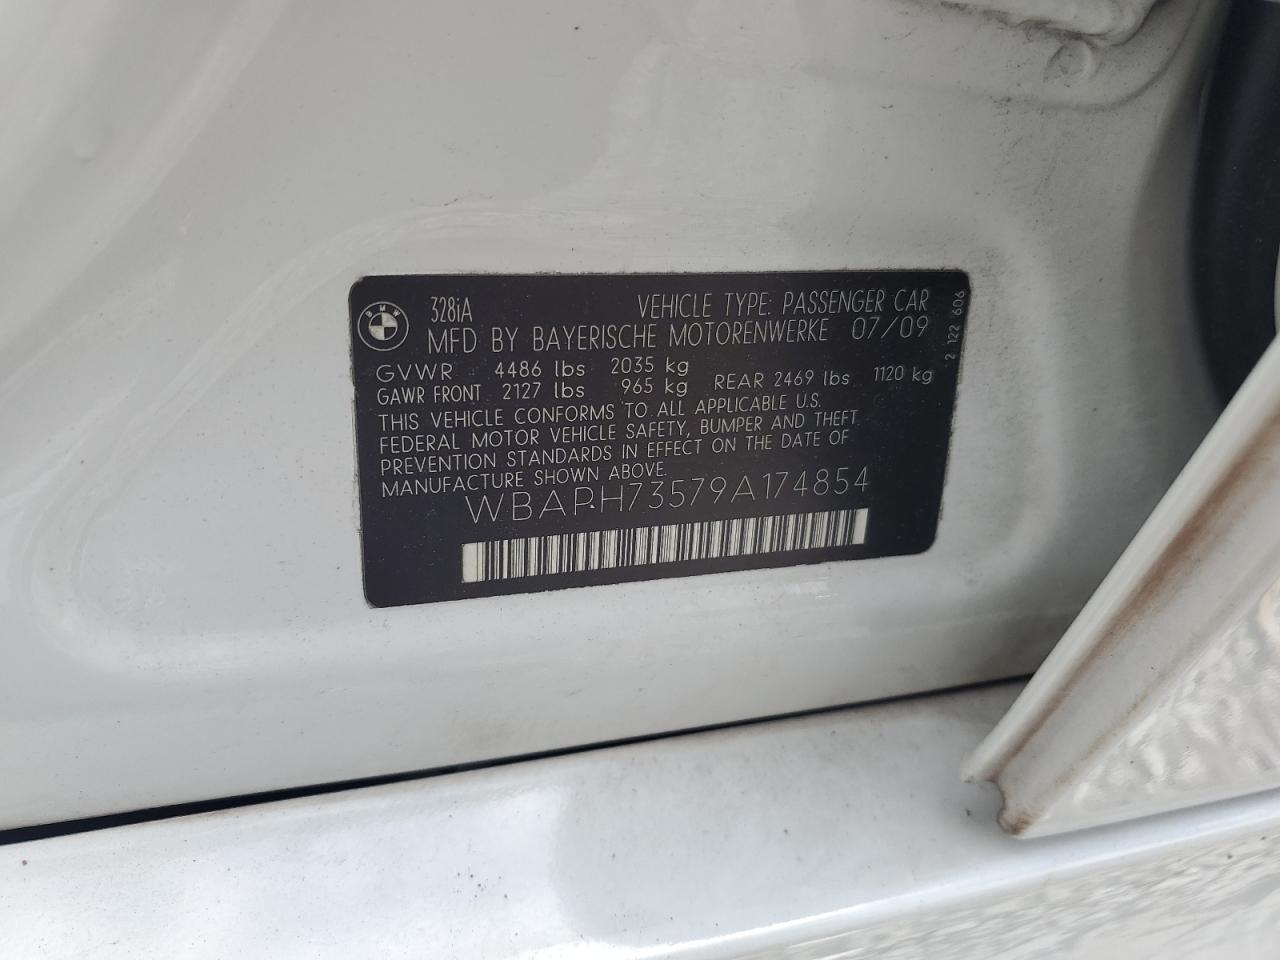 BMW
328iA VEHICLE TYPE: PASSENGER CAR
MFD BY BAYERISCHE MOTORENWERKE 07/09
GVWR 4486 lbs 2035 kg
GAWR FRONT 2127 lbs 965 kg REAR 2469 lbs 1120 kg
THIS VEHICLE CONFORMS TO ALL APPLICABLE U.S.
FEDERAL MOTOR VEHICLE SAFETY, BUMPER AND THEFT
PREVENTION STANDARDS IN EFFECT ON THE DATE OF
MANUFACTURE SHOWN ABOVE.
WBAPH73579A174854
2 122 606